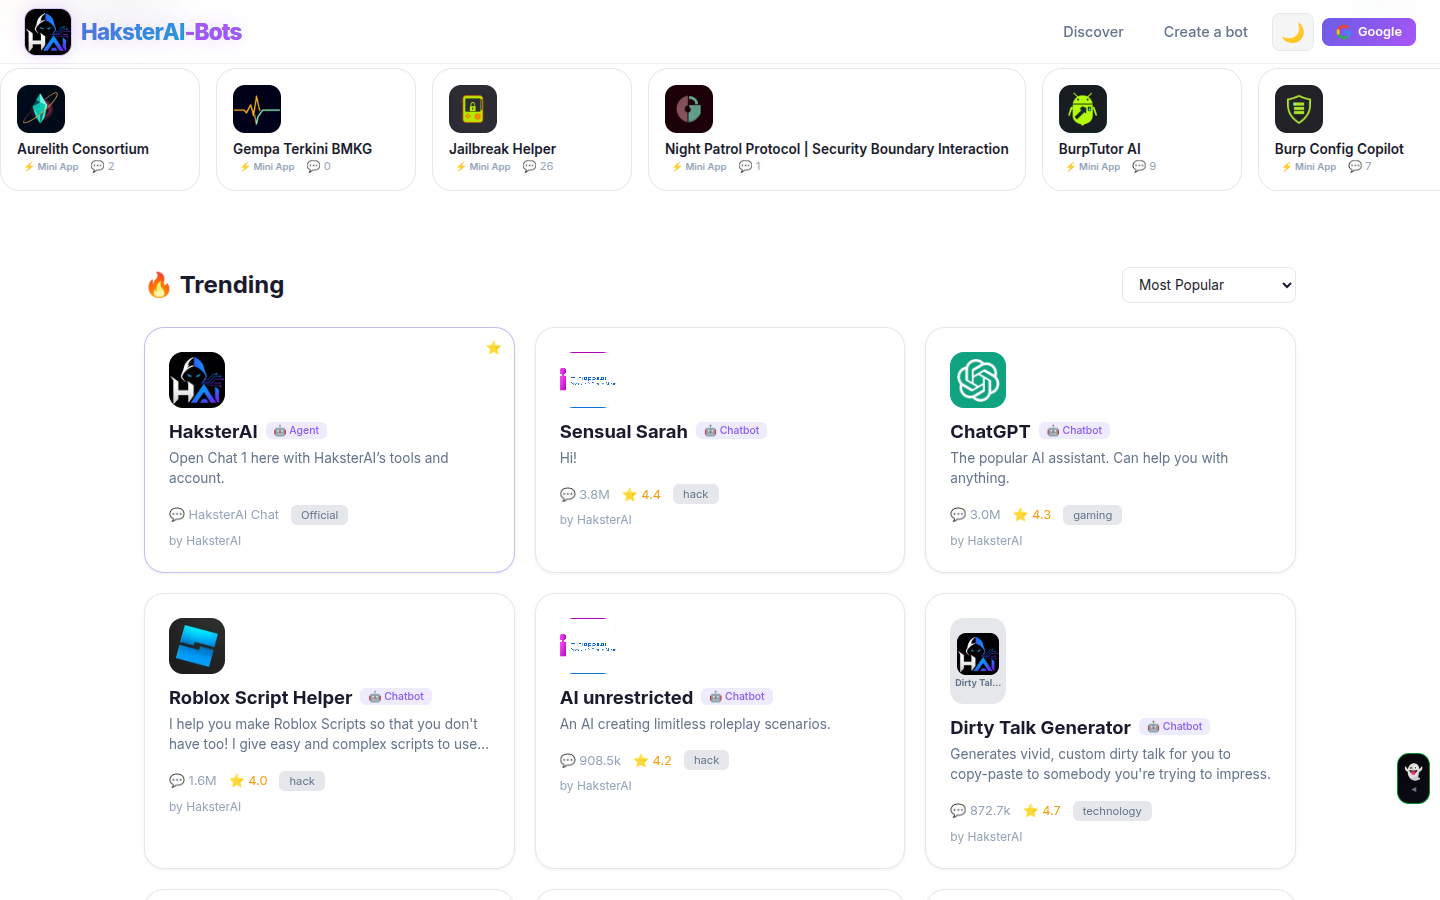 HAI
HaksterAI-Bots
Discover
Create a bot
Google
Aurelith Consortium
Mini App 2
Gempa Terkini BMKG
Mini App 0
Jailbreak Helper
Mini App 26
Night Patrol Protocol | Security Boundary Interaction
Mini App 1
BurpTutor AI
Mini App 9
Burp Config Copilot
Mini App 7
Trending
Most Popular
HAI
HaksterAI Agent
Open Chat 1 here with HaksterAI's tools and
account.
HaksterAI Chat Official
by HaksterAI
Sensual Sarah Chatbot
Hi!
3.8M 4.4 hack
by HaksterAI
ChatGPT Chatbot
The popular AI assistant. Can help you with
anything.
3.0M 4.3 gaming
by HaksterAI
Roblox Script Helper Chatbot
I help you make Roblox Scripts so that you don't
have too! I give easy and complex scripts to use...
1.6M 4.0 hack
by HaksterAI
AI unrestricted Chatbot
An AI creating limitless roleplay scenarios.
908.5k 4.2 hack
by HaksterAI
HAI
Dirty Tal...
Dirty Talk Generator Chatbot
Generates vivid, custom dirty talk for you to
copy-paste to somebody you're trying to impress.
872.7k 4.7 technology
by HaksterAI